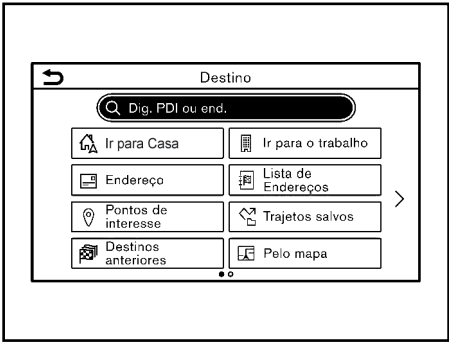 Destino
Dig. PDI ou end.
Ir para Casa
Ir para o trabalho
Endereço
Lista de
Endereços
Pontos de
interesse
Trajetos salvos
Destinos
anteriores
Pelo mapa